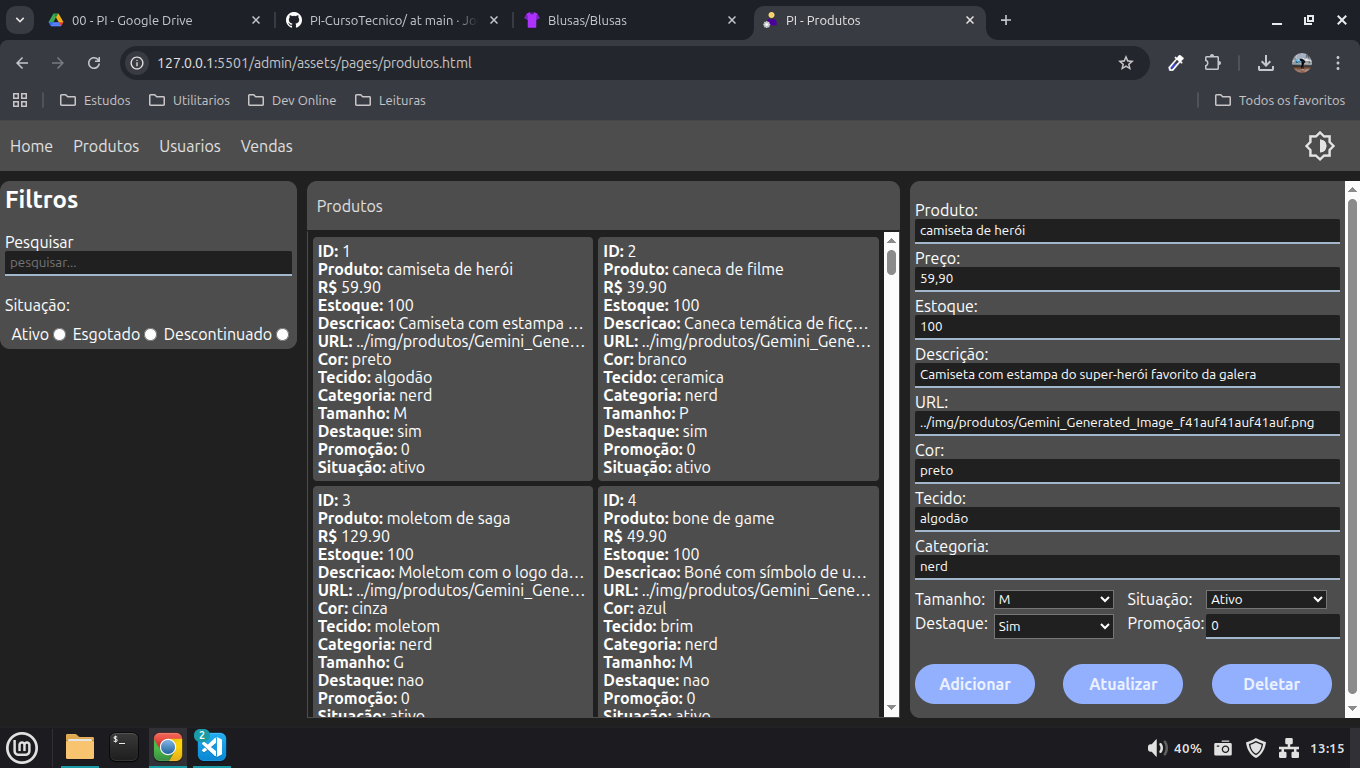 00 - PI - Google Drive
PI-CursoTecnico/ at main · Jo
Blusas/Blusas
PI - Produtos
127.0.0.1:5501/admin/assets/pages/produtos.html
Estudos
Utilitarios
Dev Online
Leituras
Todos os favoritos
Home
Produtos
Usuarios
Vendas
Filtros
Pesquisar
pesquisar...
Situação:
Ativo Esgotado Descontinuado
Produtos
ID: 1
Produto: camiseta de herói
R$ 59.90
Estoque: 100
Descricao: Camiseta com estampa ...
URL: ../img/produtos/Gemini_Gene...
Cor: preto
Tecido: algodão
Categoria: nerd
Tamanho: M
Destaque: sim
Promoção: 0
Situação: ativo
ID: 2
Produto: caneca de filme
R$ 39.90
Estoque: 100
Descricao: Caneca temática de ficç...
URL: ../img/produtos/Gemini_Gene...
Cor: branco
Tecido: ceramica
Categoria: nerd
Tamanho: P
Destaque: sim
Promoção: 0
Situação: ativo
ID: 3
Produto: moletom de saga
R$ 129.90
Estoque: 100
Descricao: Moletom com o logo da...
URL: ../img/produtos/Gemini_Gene...
Cor: cinza
Tecido: moletom
Categoria: nerd
Tamanho: G
Destaque: nao
Promoção: 0
Situação: ativo
ID: 4
Produto: bone de game
R$ 49.90
Estoque: 100
Descricao: Boné com símbolo de u...
URL: ../img/produtos/Gemini_Gene...
Cor: azul
Tecido: brim
Categoria: nerd
Tamanho: M
Destaque: nao
Promoção: 0
Situação: ativo
Produto:
camiseta de herói
Preço:
59,90
Estoque:
100
Descrição:
Camiseta com estampa do super-herói favorito da galera
URL:
../img/produtos/Gemini_Generated_Image_f41auf41auf41auf.png
Cor:
preto
Tecido:
algodão
Categoria:
nerd
Tamanho: M Situação: Ativo
Destaque: Sim Promoção: 0
Adicionar
Atualizar
Deletar
2
40%
13:15